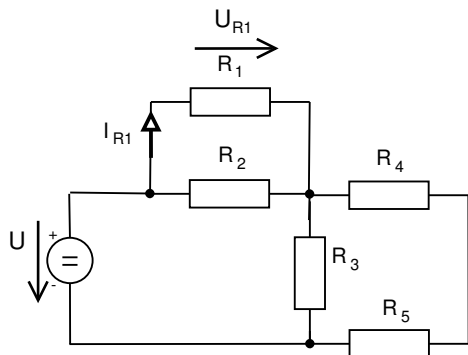 U_R1
R_1
I_R1
R_2
R_4
U
+
=
-
R_3
R_5